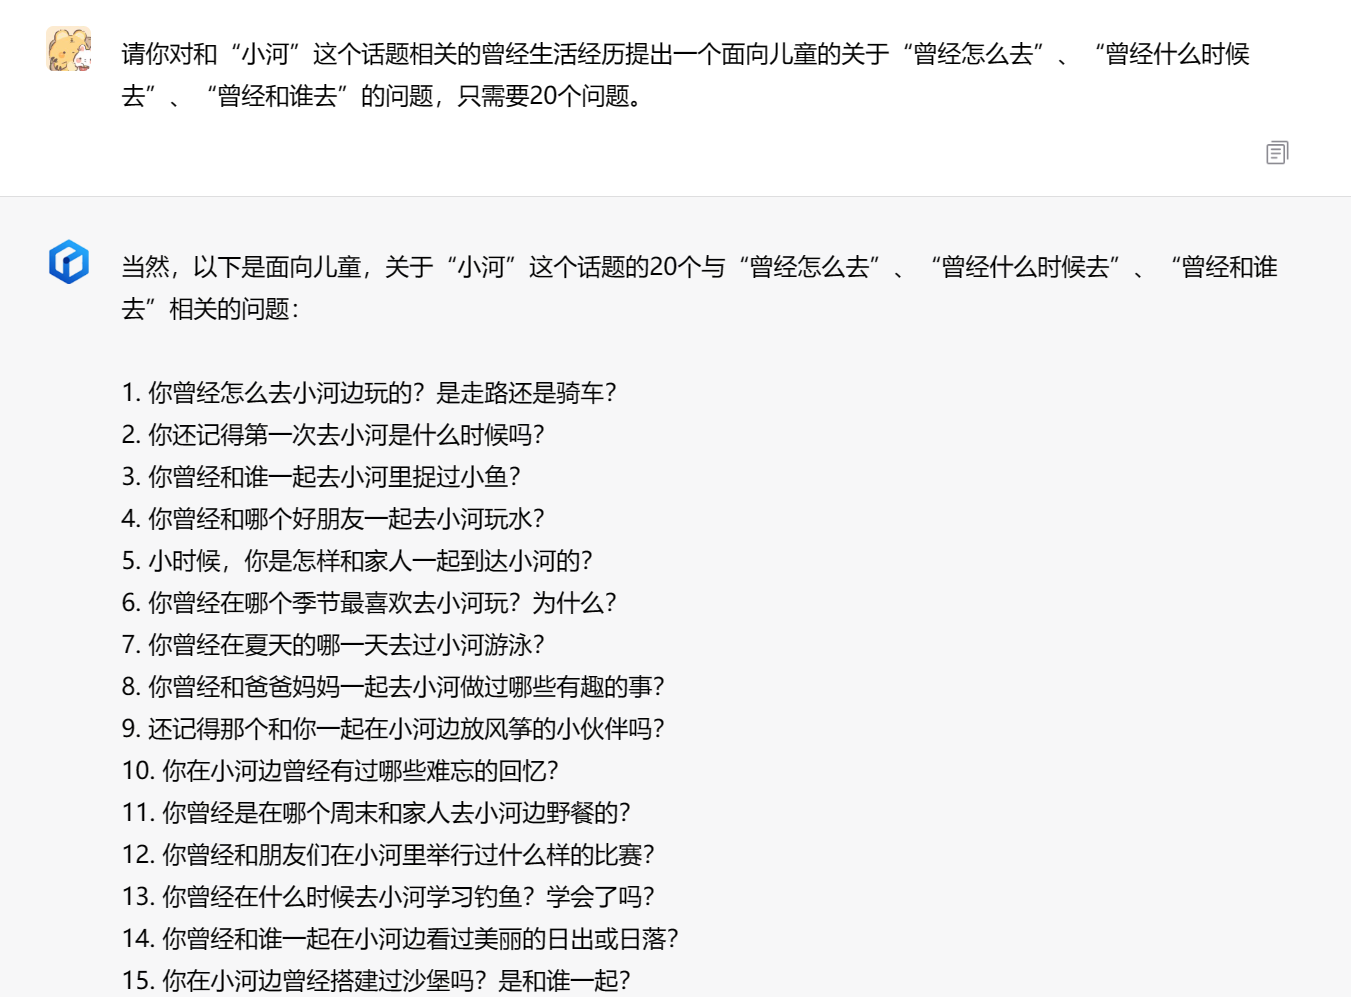 请你对和“小河”这个话题相关的曾经生活经历提出一个面向儿童的关于“曾经怎么去”、“曾经什么时候
去”、“曾经和谁去”的问题，只需要20个问题。
当然，以下是面向儿童，关于“小河”这个话题的20个与“曾经怎么去”、“曾经什么时候去”、“曾经和谁
去”相关的问题：
1. 你曾经怎么去小河边玩的？是走路还是骑车？
2. 你还记得第一次去小河是什么时候吗？
3. 你曾经和谁一起去小河里捉过小鱼？
4. 你曾经和哪个好朋友一起去小河玩水？
5. 小时候，你是怎样和家人一起到达小河的？
6. 你曾经在哪个季节最喜欢去小河玩？为什么？
7. 你曾经在夏天的哪一天去过小河游泳？
8. 你曾经和爸爸妈妈一起去小河做过哪些有趣的事？
9. 还记得那个和你一起在小河边放风筝的小伙伴吗？
10. 你在小河边曾经有过哪些难忘的回忆？
11. 你曾经是在哪个周末和家人去小河边野餐的？
12. 你曾经和朋友们在小河里举行过什么样的比赛？
13. 你曾经在什么时候去小河学习钓鱼？学会了吗？
14. 你曾经和谁一起在小河边看过美丽的日出或日落？
15. 你在小河边曾经搭建过沙堡吗？是和谁一起？